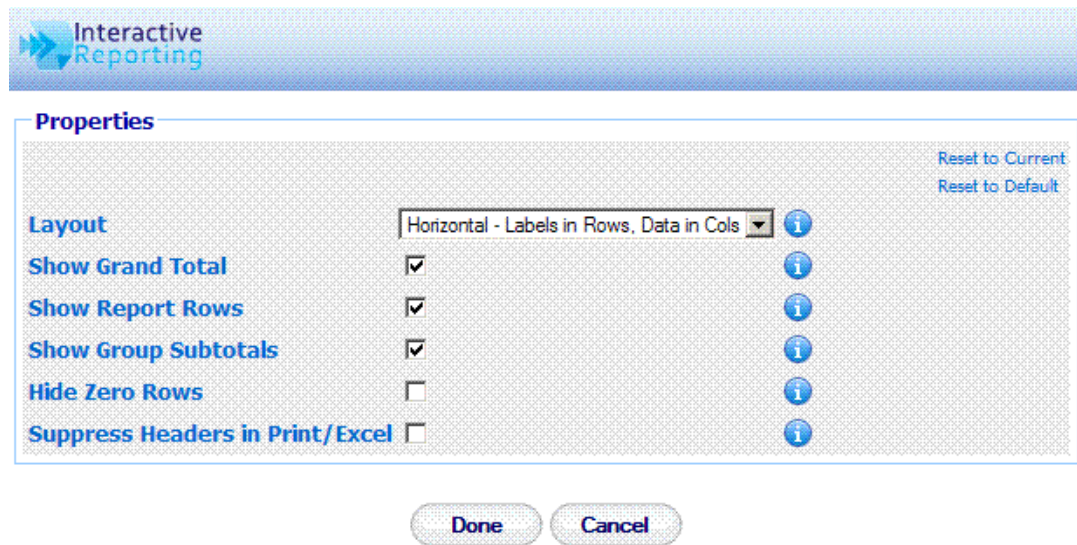 Interactive
Reporting
Properties
Reset to Current
Reset to Default
Layout Horizontal - Labels in Rows, Data in Cols
Show Grand Total
Show Report Rows
Show Group Subtotals
Hide Zero Rows
Suppress Headers in Print/Excel
Done Cancel